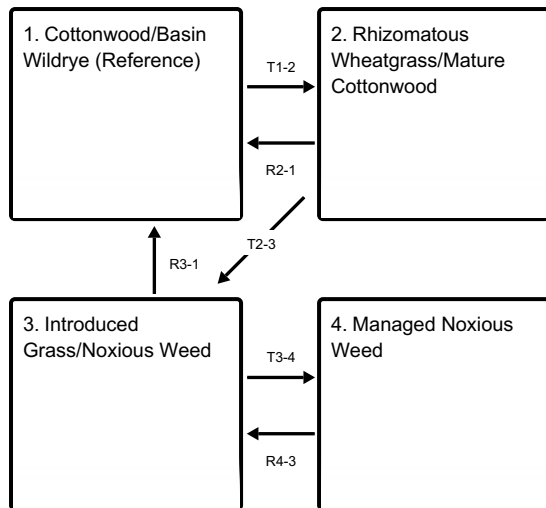 1. Cottonwood/Basin
Wildrye (Reference)
T1-2
2. Rhizomatous
Wheatgrass/Mature
Cottonwood
R2-1
T2-3
R3-1
3. Introduced
Grass/Noxious Weed
T3-4
4. Managed Noxious
Weed
R4-3